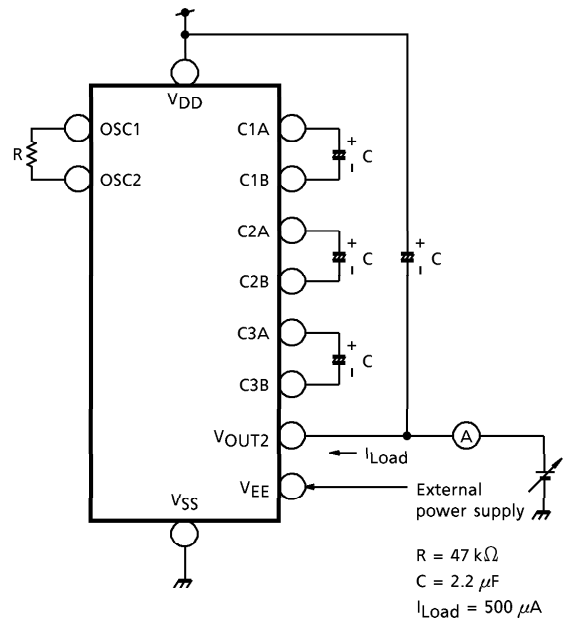 VDD
OSC1
OSC2
R
C1A
C1B
+
C
C2A
C2B
+
C
+
C
C3A
C3B
+
C
VOUT2
A
ILoad
VEE
External
power supply
VSS
R = 47 kΩ
C = 2.2 μF
ILoad = 500 μA